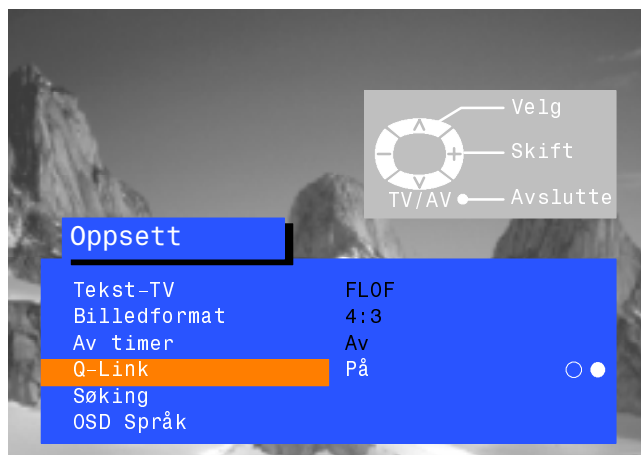 Velg
Skift
TV/AV Avslutte
Oppsett
Tekst-TV FLOF
Billedformat 4:3
Av timer Av
Q-Link På
Søking
OSD Språk